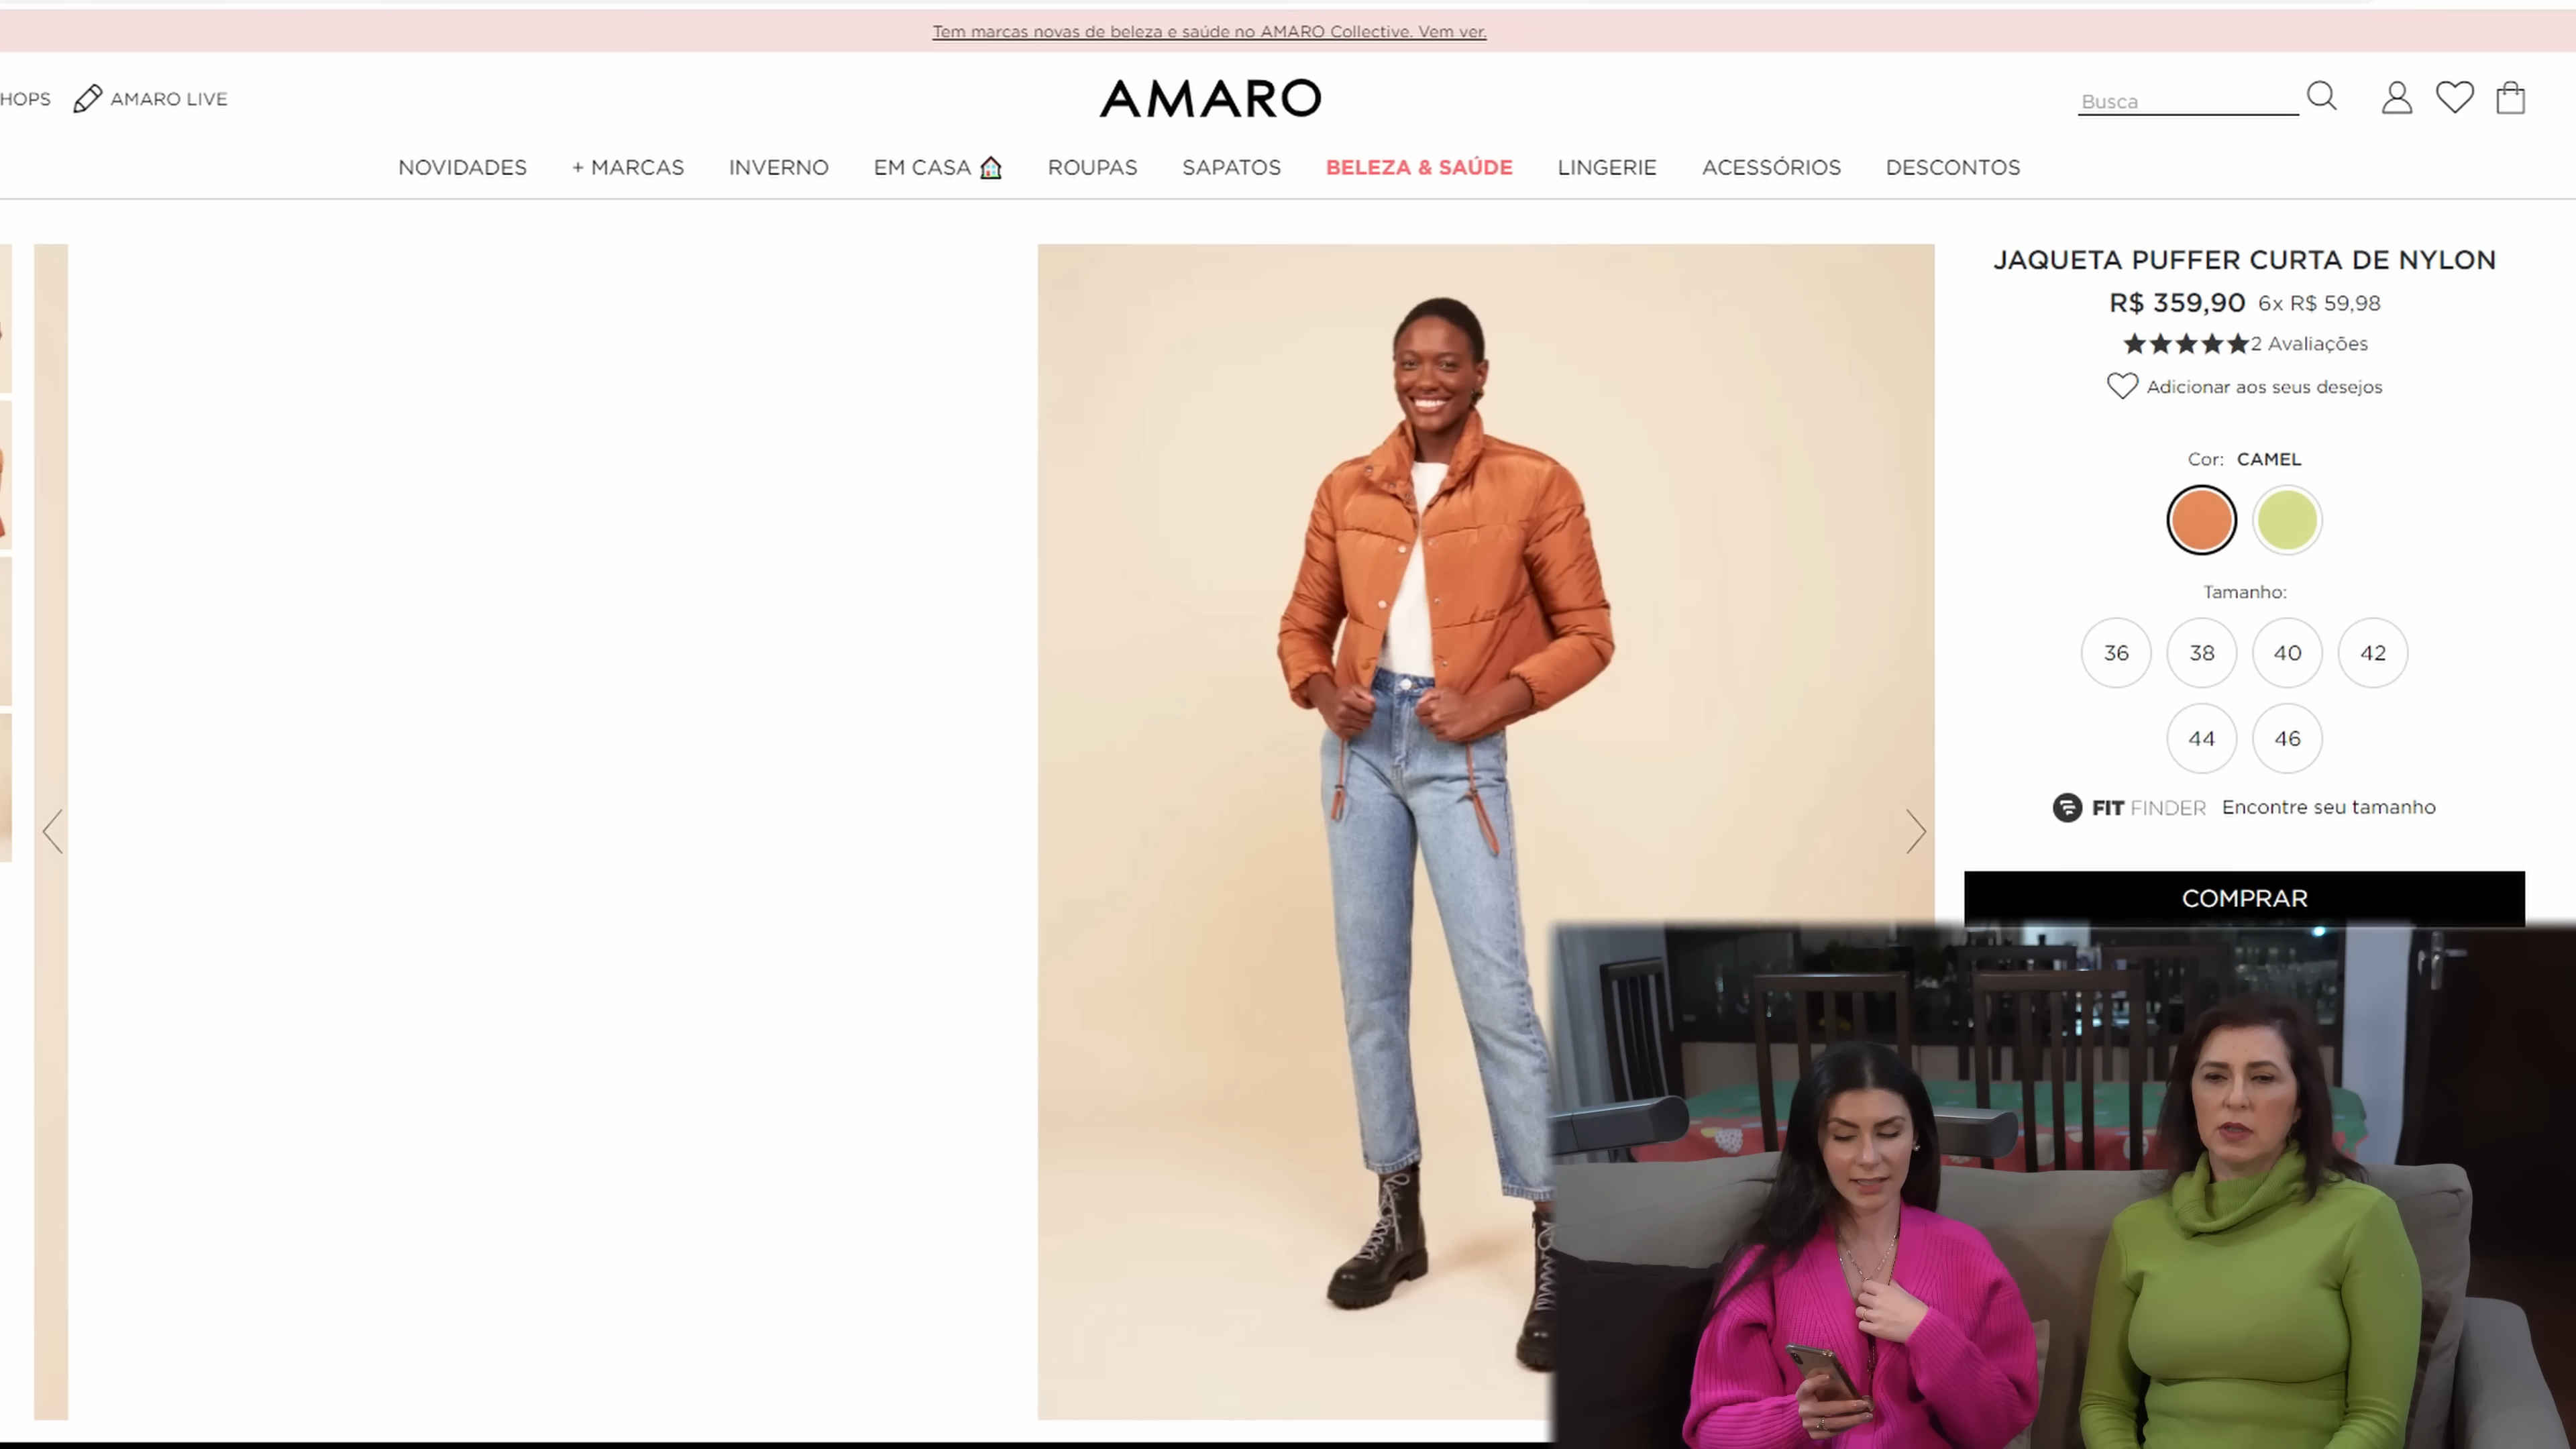 Tem marcas novas de beleza e saúde no AMARO Collective. Vem ver.
HOPS AMARO LIVE
AMARO
Busca
NOVIDADES + MARCAS INVERNO EM CASA ROUPAS SAPATOS BELEZA & SAÚDE LINGERIE ACESSÓRIOS DESCONTOS
JAQUETA PUFFER CURTA DE NYLON
R$ 359,90 6x R$ 59,98
2 Avaliações
Adicionar aos seus desejos
Cor: CAMEL
Tamanho:
36 38 40 42
44 46
FIT FINDER Encontre seu tamanho
COMPRAR